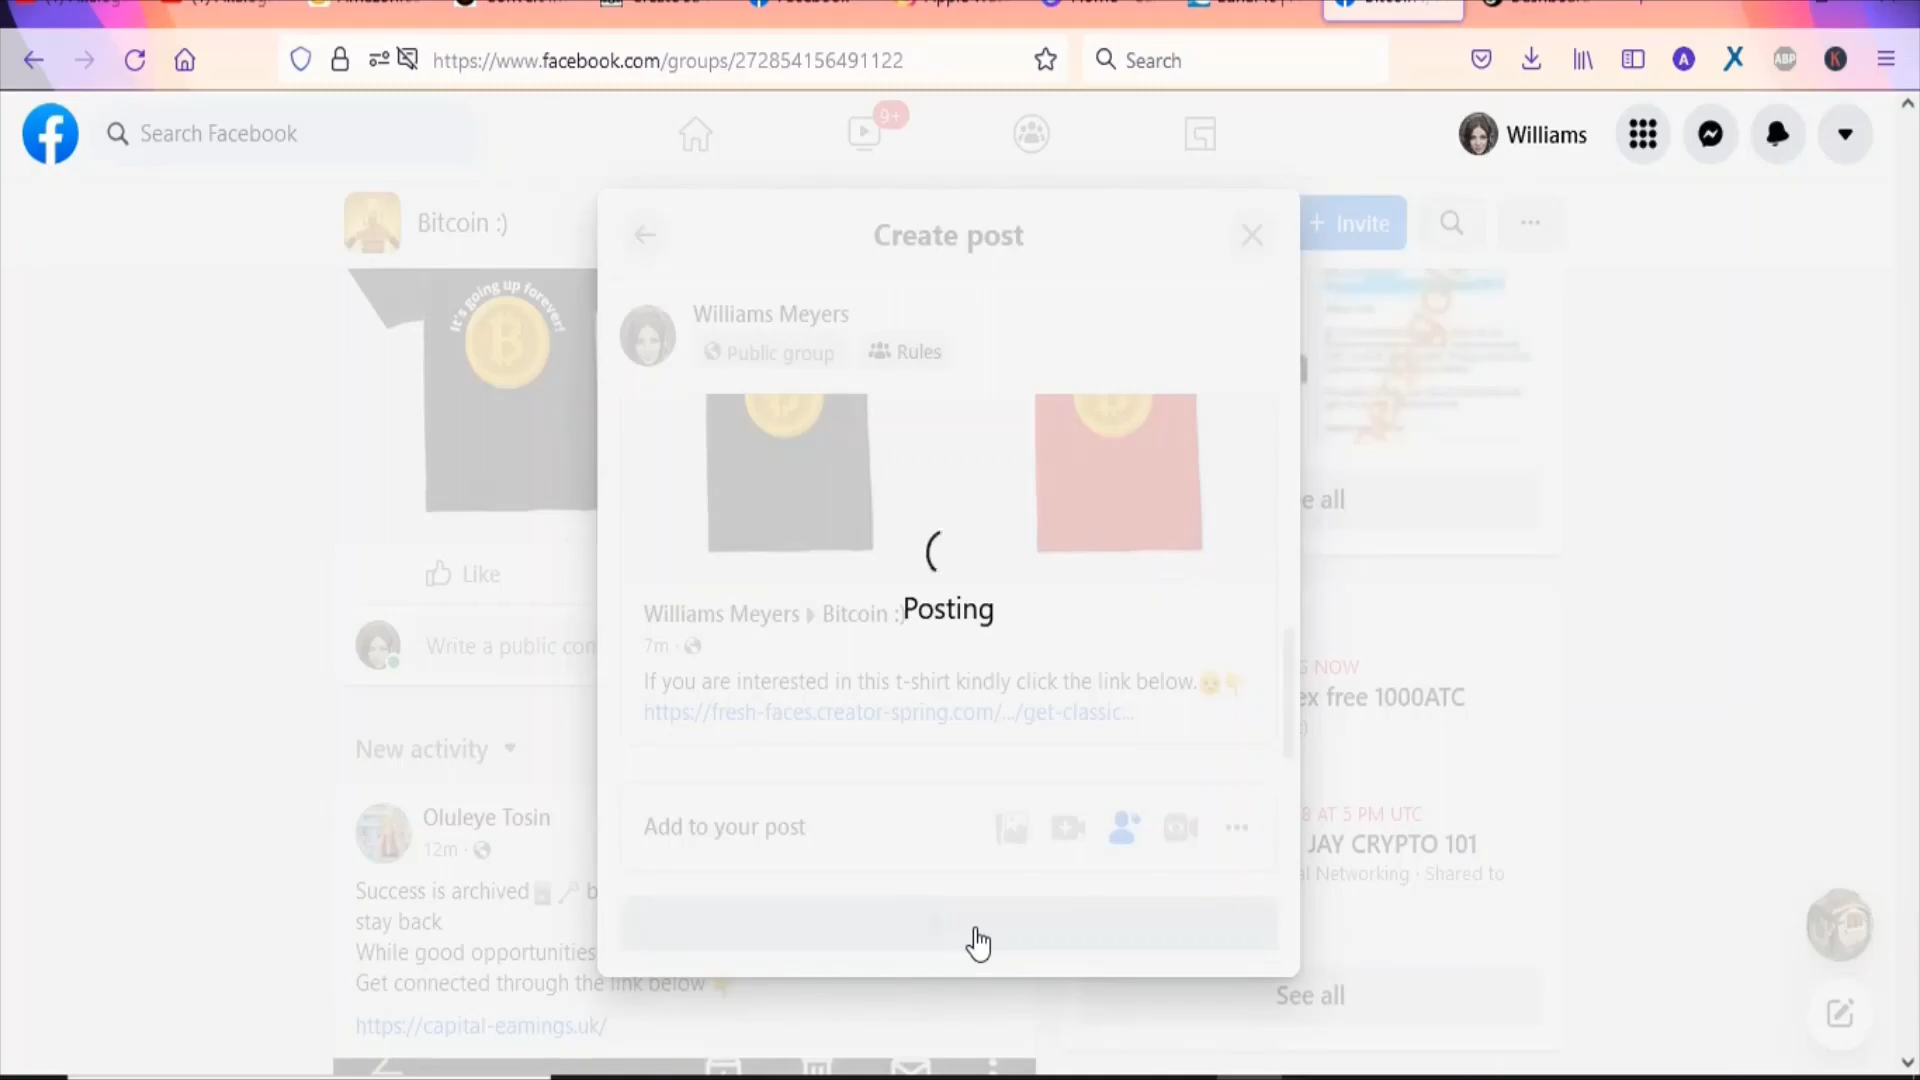 https://www.facebook.com/groups/272854156491122
Search
Search Facebook
9+
Williams
Bitcoin :)
+ Invite
Create post
Williams Meyers
Public group
Rules
It's going up forever!
B
Like
Write a public con
Posting
Williams Meyers Bitcoin :)
7m
If you are interested in this t-shirt kindly click the link below.
https://fresh-faces.creator-spring.com/.../get-classic...
e all
NOW
ex free 1000ATC
New activity
Add to your post
8 AT 5 PM UTC
JAY CRYPTO 101
al Networking · Shared to
Oluleye Tosin
12m
Success is archived b
stay back
While good opportunities
Get connected through the link below
https://capital-earnings.uk/
See all
ABP
A
X
K